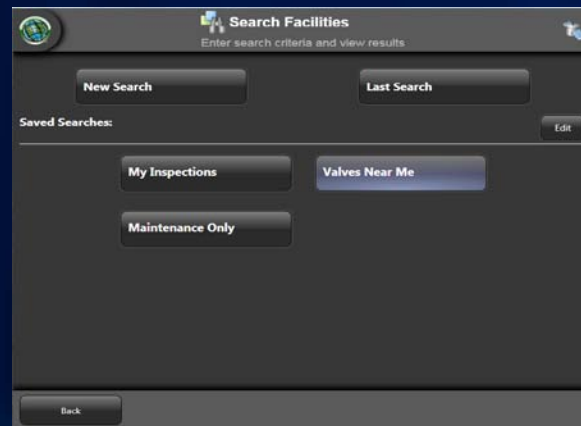 Search Facilities
Enter search criteria and view results
New Search
Last Search
Saved Searches:
Edit
My Inspections
Valves Near Me
Maintenance Only
Back